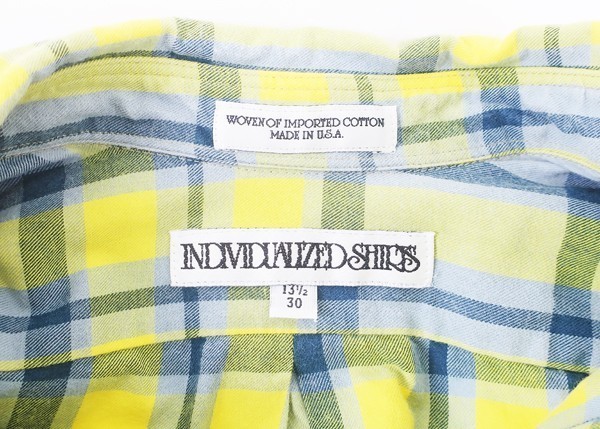 WOVEN OF IMPORTED COTTON
MADE IN U.S.A.
INDIVIDUALIZED SHIRTS
13½
30